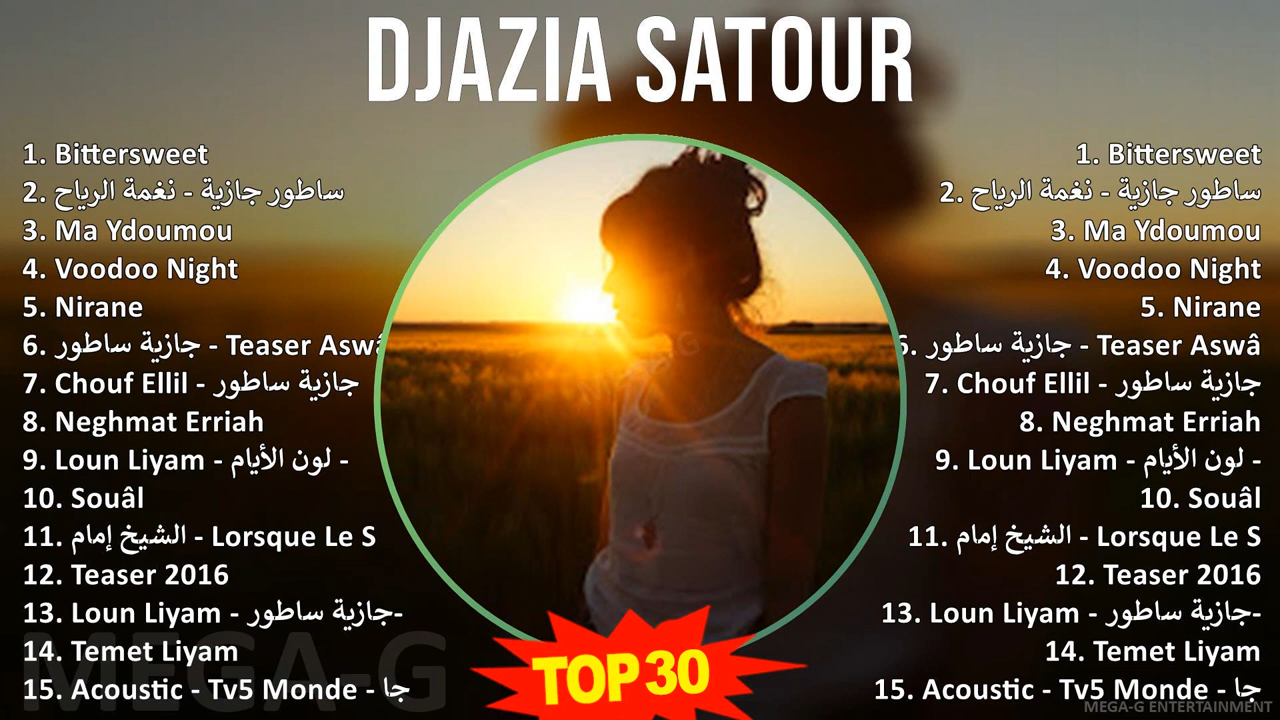 DJAZIA SATOUR
1. Bittersweet
2. ساطور جازية - نغمة الرياح
3. Ma Ydoumou
4. Voodoo Night
5. Nirane
6. جازية ساطور - Teaser Aswâ
7. Chouf Ellil - جازية ساطور
8. Neghmat Erriah
9. Loun Liyam - لون الأيام -
10. Souâl
11. الشيخ إمام - Lorsque Le S
12. Teaser 2016
13. Loun Liyam - جازية ساطور-
14. Temet Liyam
15. Acoustic - Tv5 Monde - جا
1. Bittersweet
2. ساطور جازية - نغمة الرياح
3. Ma Ydoumou
4. Voodoo Night
5. Nirane
6. جازية ساطور - Teaser Aswâ
7. Chouf Ellil - جازية ساطور
8. Neghmat Erriah
9. Loun Liyam - لون الأيام -
10. Souâl
11. الشيخ إمام - Lorsque Le S
12. Teaser 2016
13. Loun Liyam - جازية ساطور-
14. Temet Liyam
15. Acoustic - Tv5 Monde - جا
TOP 30
MEGA-G
MEGA-G ENTERTAINMENT